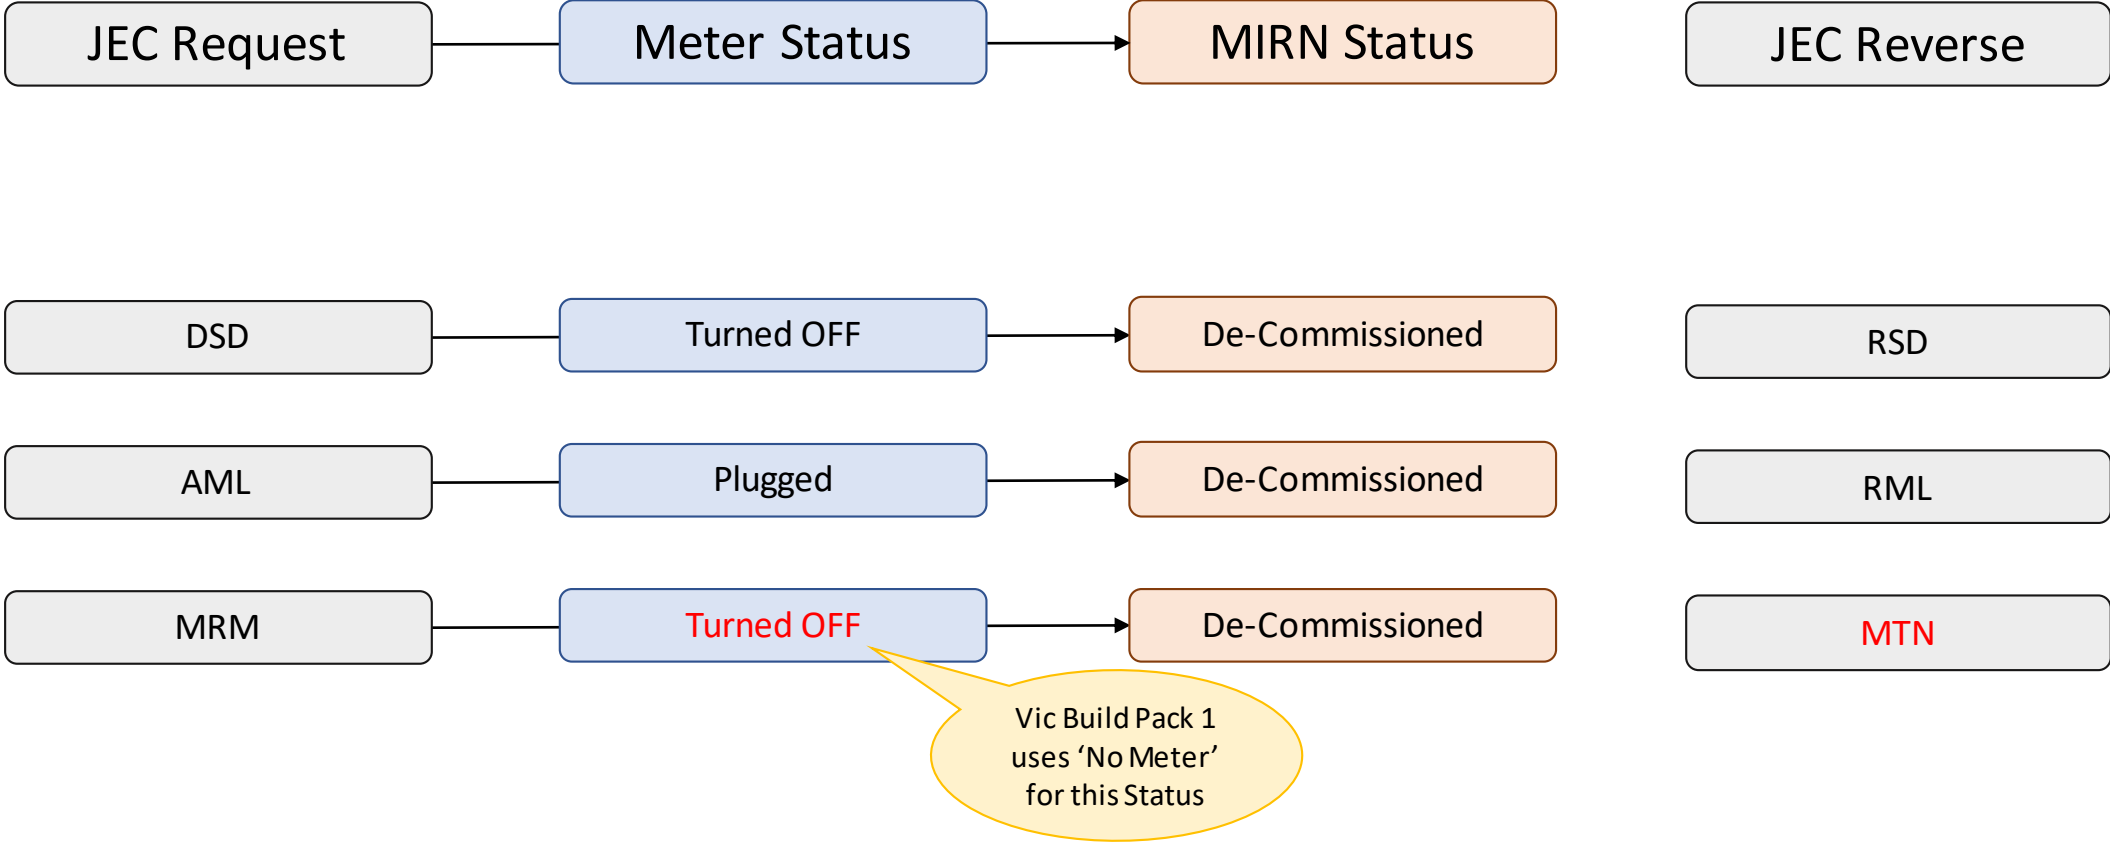 JEC Request
Meter Status
MIRN Status
JEC Reverse
DSD
Turned OFF
De-Commissioned
RSD
AML
Plugged
De-Commissioned
RML
MRM
Turned OFF
De-Commissioned
MTN
Vic Build Pack 1
uses ‘No Meter’
for this Status